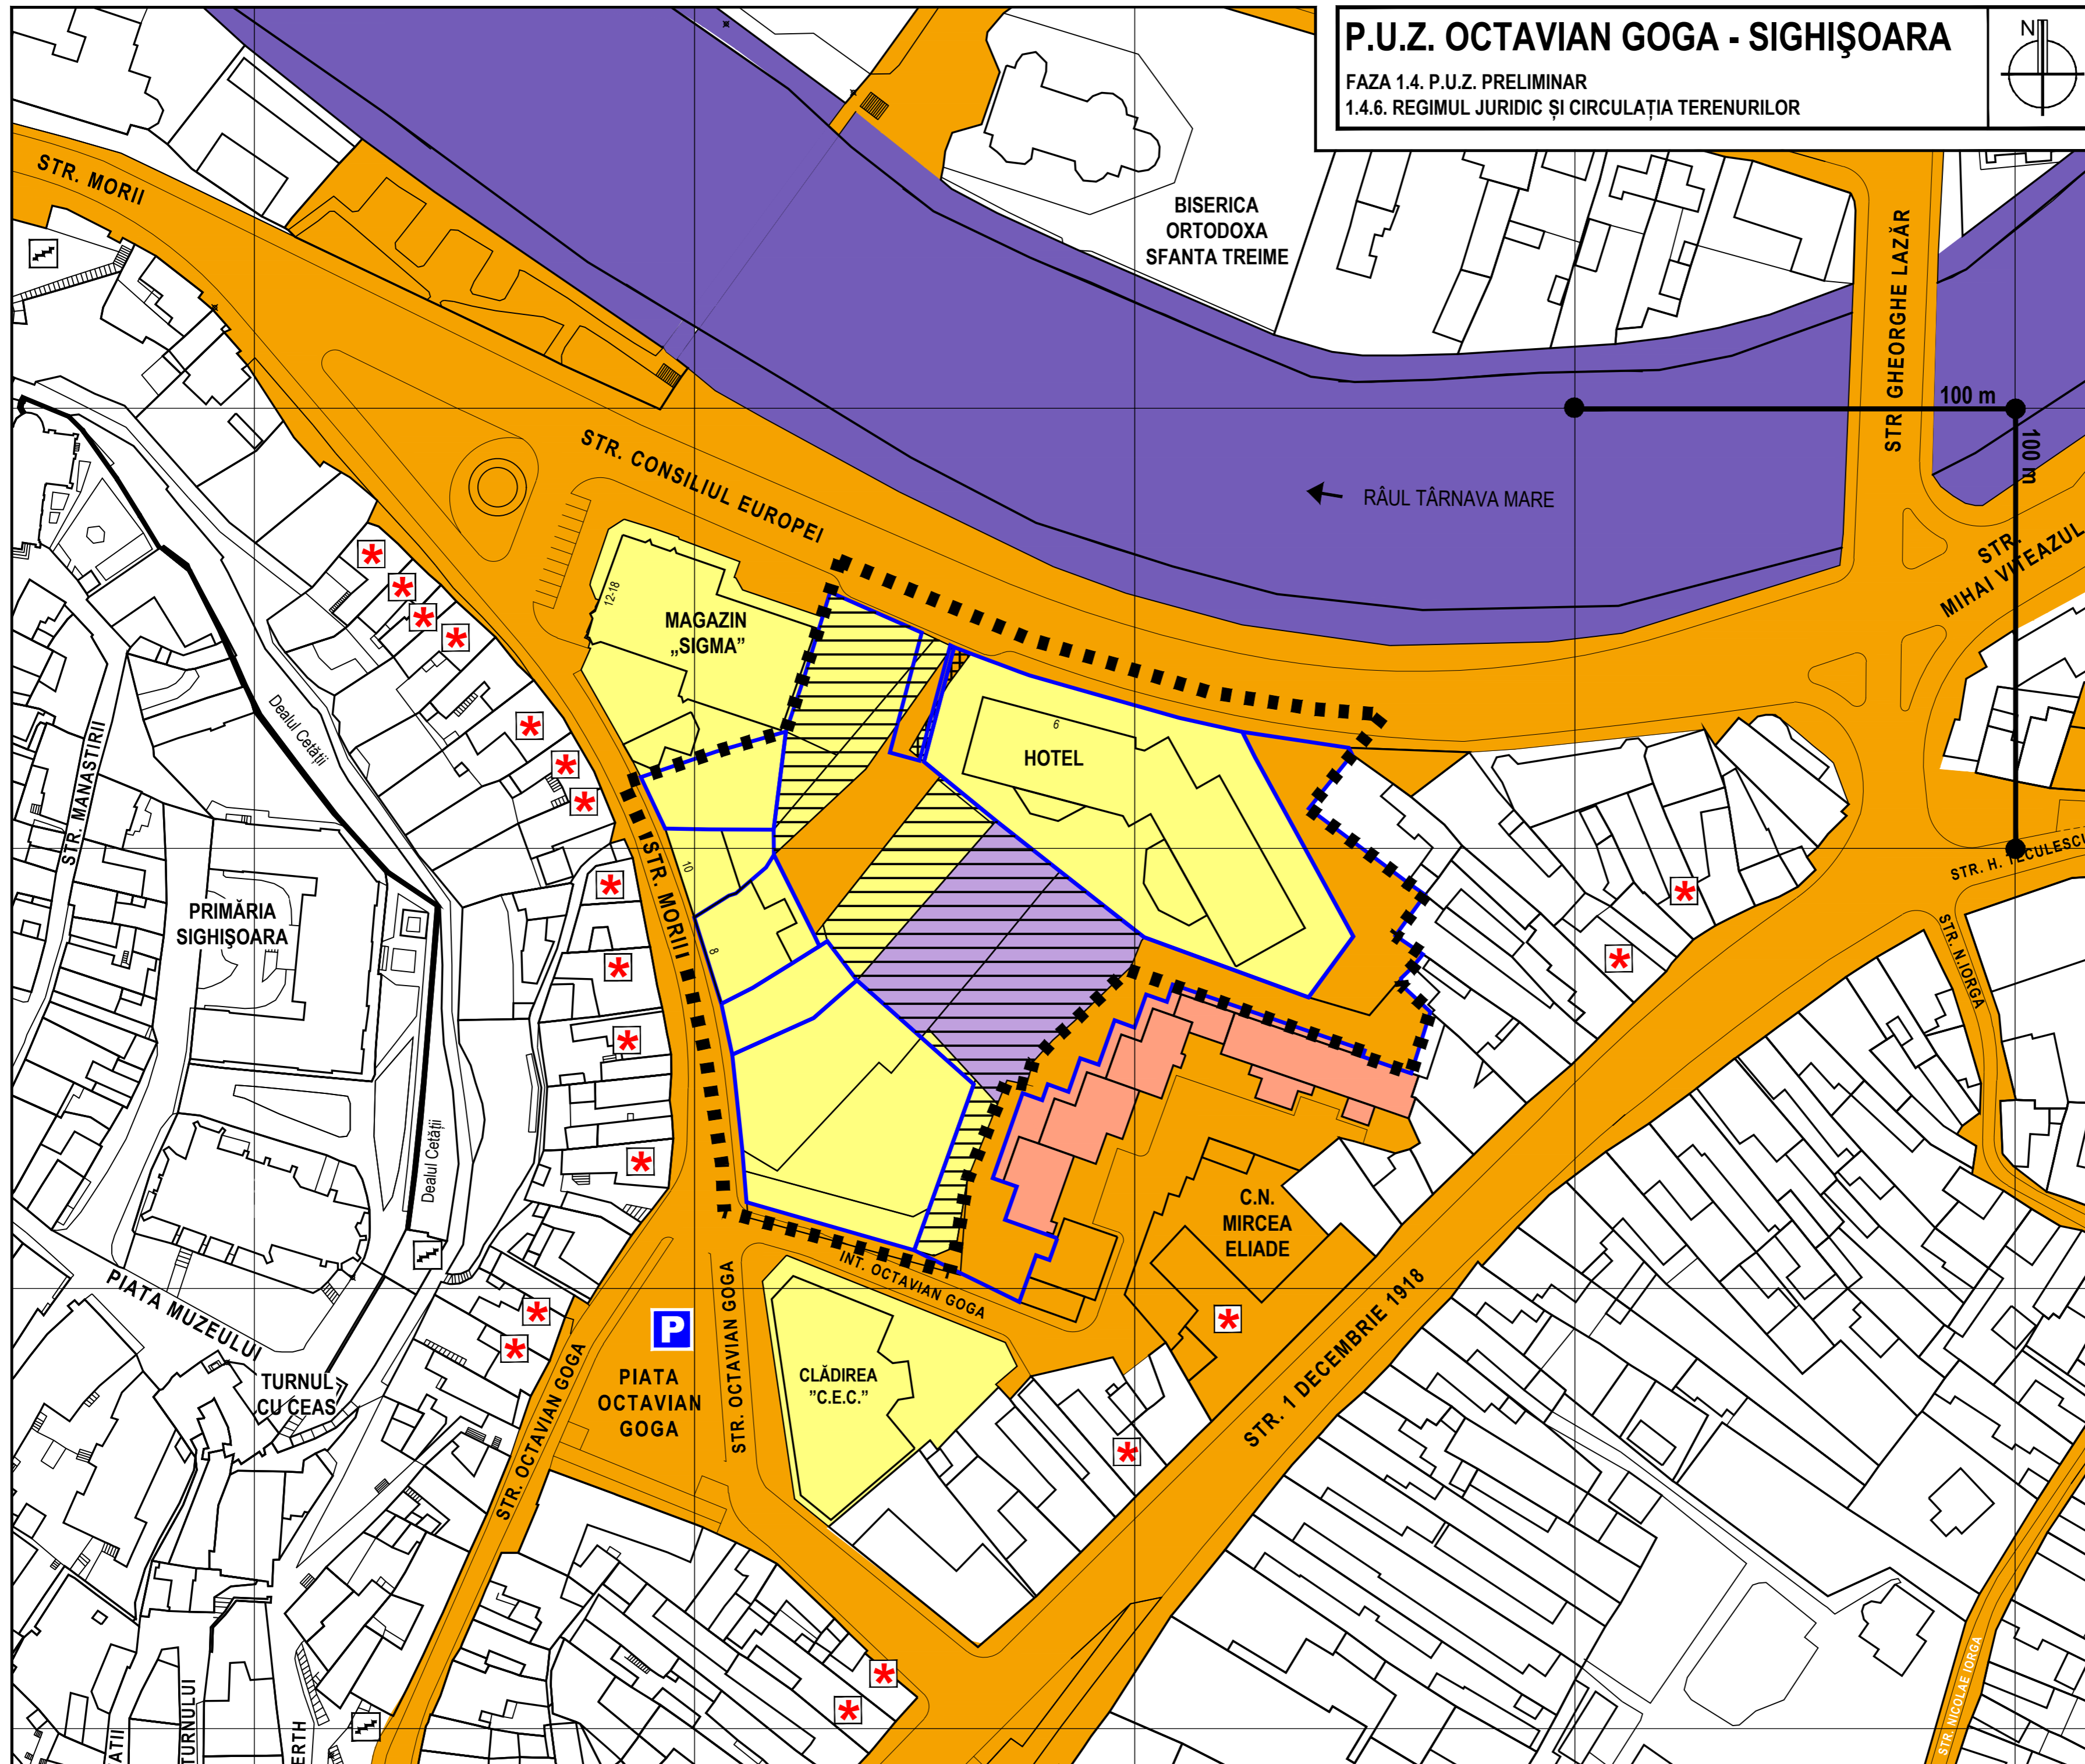 P.U.Z. OCTAVIAN GOGA - SIGHIŞOARA
FAZA 1.4. P.U.Z. PRELIMINAR
1.4.6. REGIMUL JURIDIC ȘI CIRCULAȚIA TERENURILOR
N
STR. MORII
BISERICA
ORTODOXA
SFANTA TREIME
STR. GHEORGHE LAZĂR
100 m
100 m
STR. CONSILIUL EUROPEI
RÂUL TÂRNAVA MARE
STR.
MIHAI VITEAZUL
12-18
MAGAZIN
„SIGMA”
6
HOTEL
Dealul Cetății
STR. MANASTIRII
STR. MORII
10
8
STR. H. TECULESCU
PRIMĂRIA
SIGHIŞOARA
STR. N.IORGA
Dealul Cetății
C.N.
MIRCEA
ELIADE
INT. OCTAVIAN GOGA
PIATA MUZEULUI
STR. OCTAVIAN GOGA
P
PIATA
OCTAVIAN
GOGA
CLĂDIREA
”C.E.C.”
TURNUL
CU CEAS
STR. OCTAVIAN GOGA
STR. 1 DECEMBRIE 1918
STR. NICOLAE IORGA
ATII
TURNULUI
ERTH